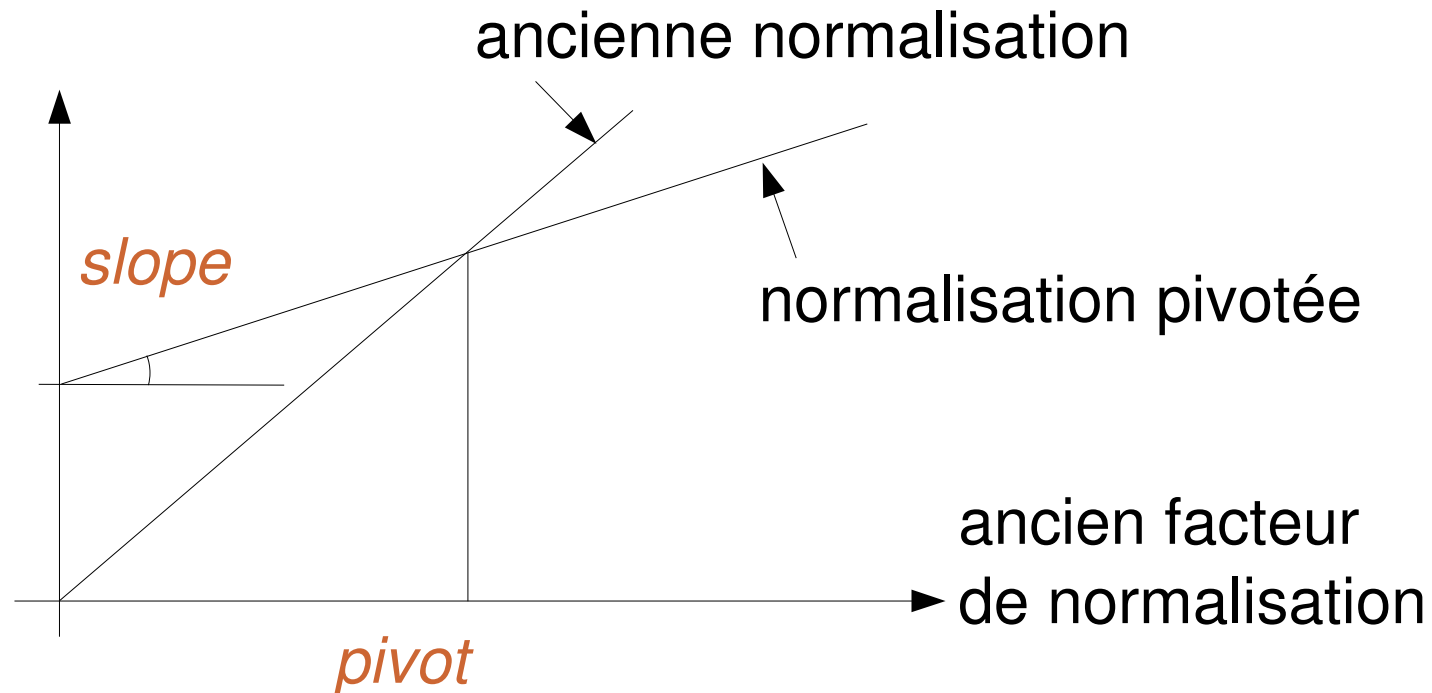 ancienne normalisation
slope
normalisation pivotée
ancien facteur
de normalisation
pivot